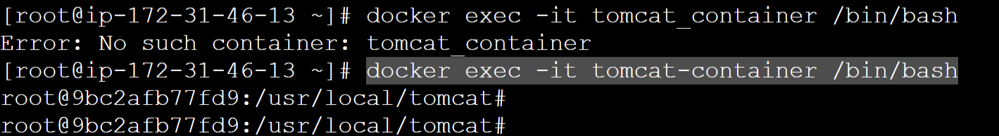 [root@ip-172-31-46-13 ~]# docker exec -it tomcat_container /bin/bash
Error: No such container: tomcat_container
[root@ip-172-31-46-13 ~]# docker exec -it tomcat-container /bin/bash
root@9bc2afb77fd9:/usr/local/tomcat#
root@9bc2afb77fd9:/usr/local/tomcat#